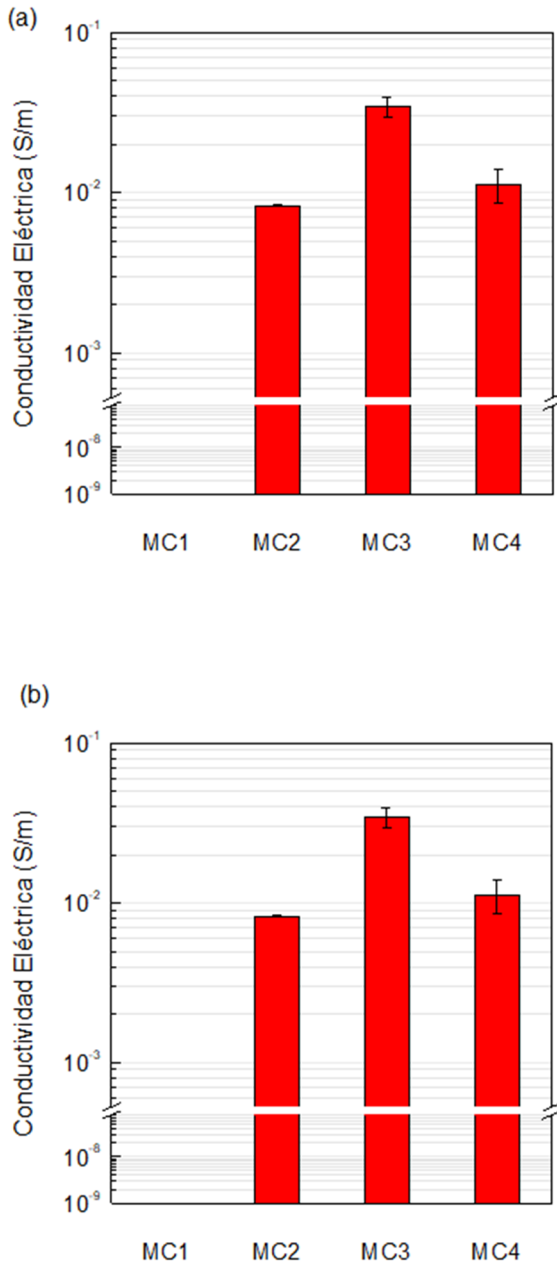 (a)
Conductividad Eléctrica (S/m)
10⁻¹
10⁻²
10⁻³
10⁻⁸
10⁻⁹
MC1 MC2 MC3 MC4
(b)
Conductividad Eléctrica (S/m)
10⁻¹
10⁻²
10⁻³
10⁻⁸
10⁻⁹
MC1 MC2 MC3 MC4